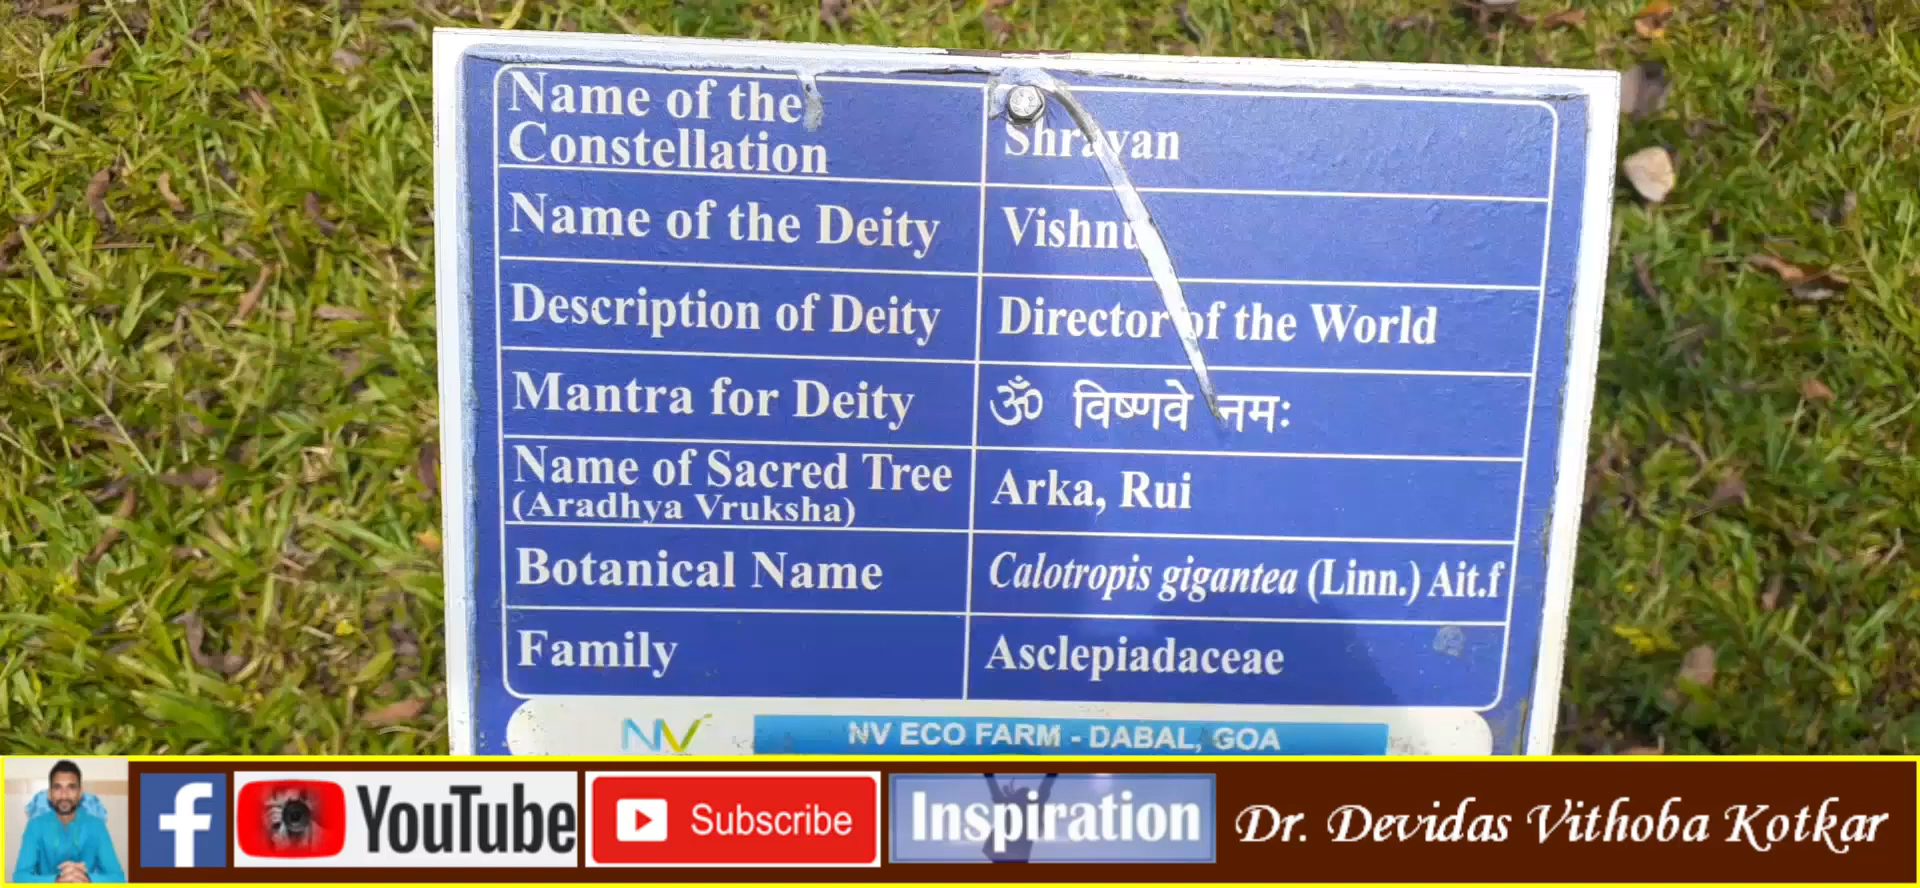 Name of the
Constellation
Shravan
Name of the Deity
Vishnu
Description of Deity
Director of the World
Mantra for Deity
ॐ विष्णवे नमः
Name of Sacred Tree
(Aradhya Vruksha)
Arka, Rui
Botanical Name
Calotropis gigantea (Linn.) Ait.f
Family
Asclepiadaceae
NV
NV ECO FARM - DABAL, GOA
f
YouTube
Subscribe
Inspiration
Dr. Devidas Vithoba Kotkar